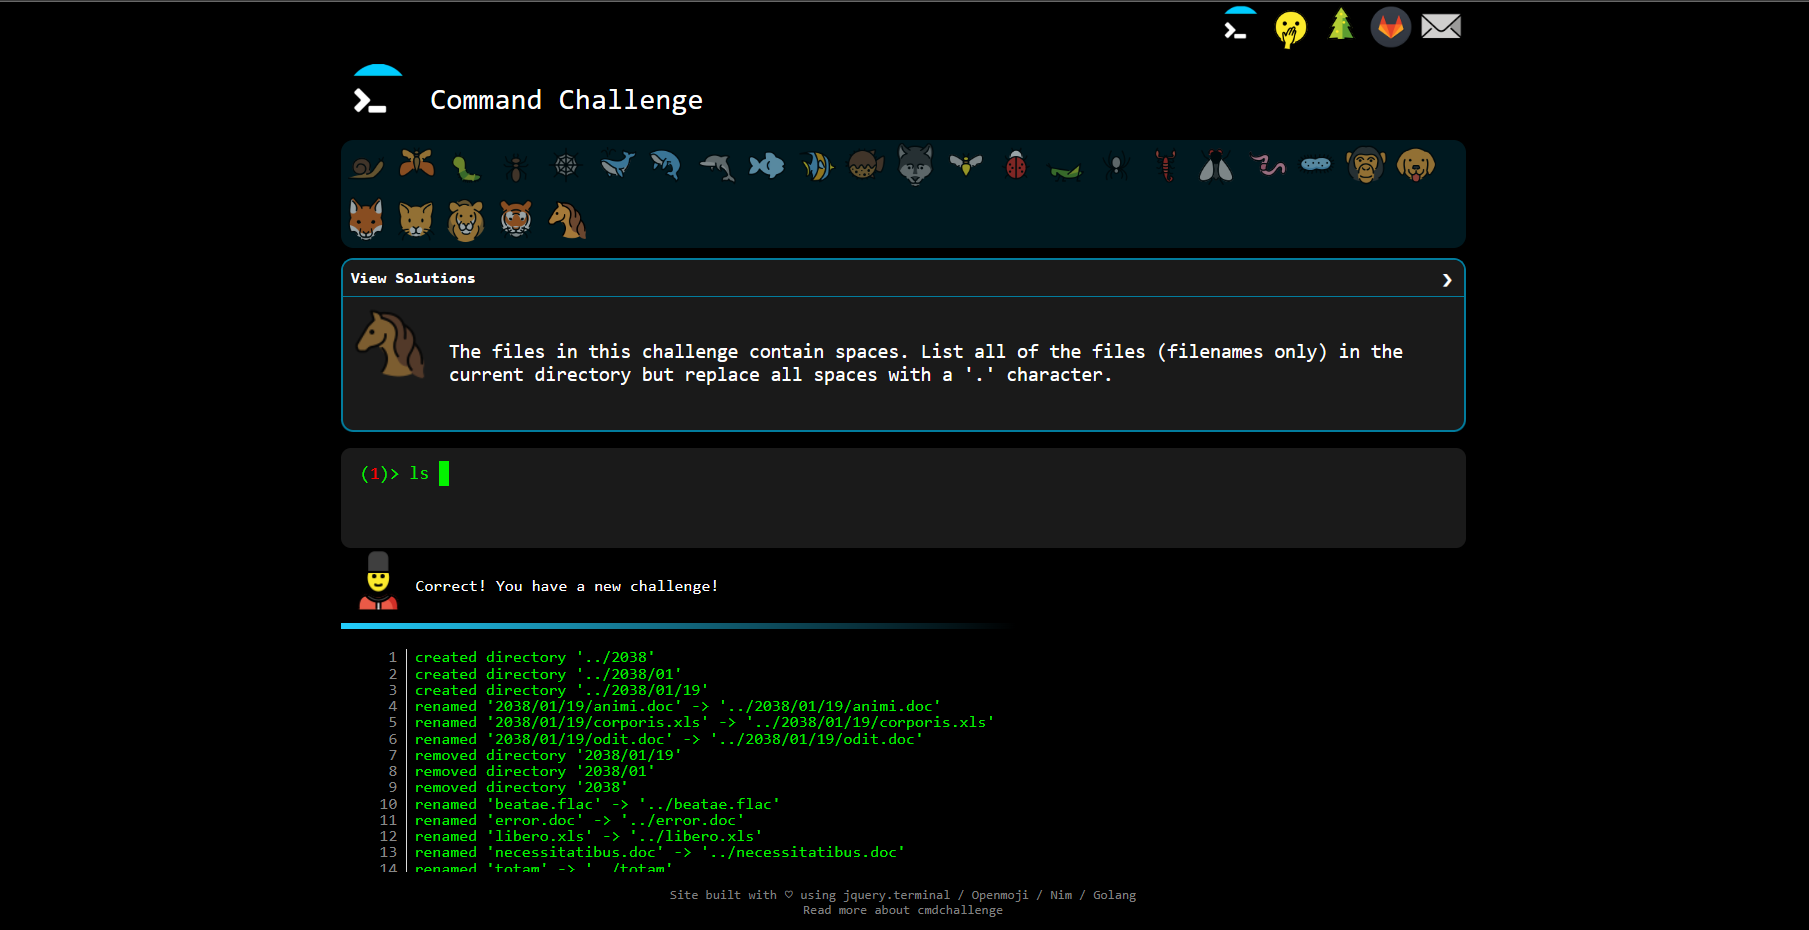 Command Challenge
View Solutions
The files in this challenge contain spaces. List all of the files (filenames only) in the
current directory but replace all spaces with a '.' character.
(1)> ls
Correct! You have a new challenge!
1 created directory '../2038'
2 created directory '../2038/01'
3 created directory '../2038/01/19'
4 renamed '2038/01/19/animi.doc' -> '../2038/01/19/animi.doc'
5 renamed '2038/01/19/corporis.xls' -> '../2038/01/19/corporis.xls'
6 renamed '2038/01/19/odit.doc' -> '../2038/01/19/odit.doc'
7 removed directory '2038/01/19'
8 removed directory '2038/01'
9 removed directory '2038'
10 renamed 'beatae.flac' -> '../beatae.flac'
11 renamed 'error.doc' -> '../error.doc'
12 renamed 'libero.xls' -> '../libero.xls'
13 renamed 'necessitatibus.doc' -> '../necessitatibus.doc'
14 renamed 'totam' -> '../totam'
Site built with ♡ using jquery.terminal / Openmoji / Nim / Golang
Read more about cmdchallenge